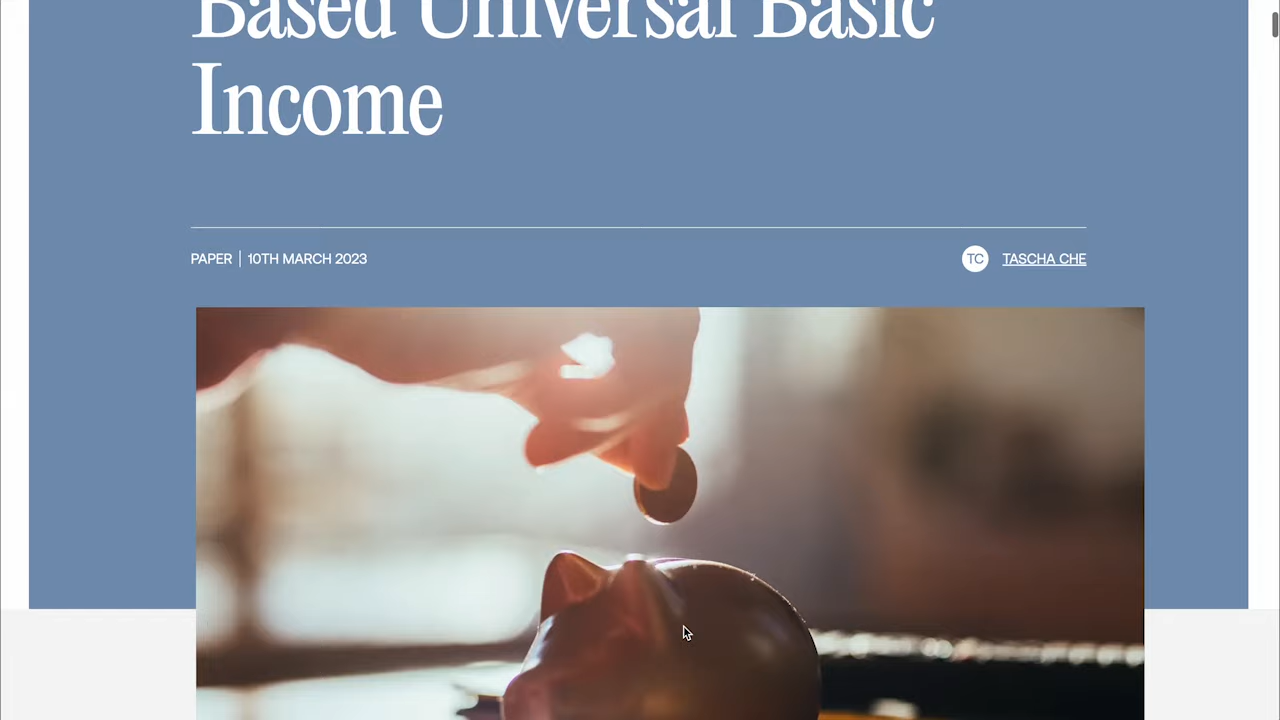 Based Universal Basic
Income
PAPER | 10TH MARCH 2023
TC TASCHA CHE